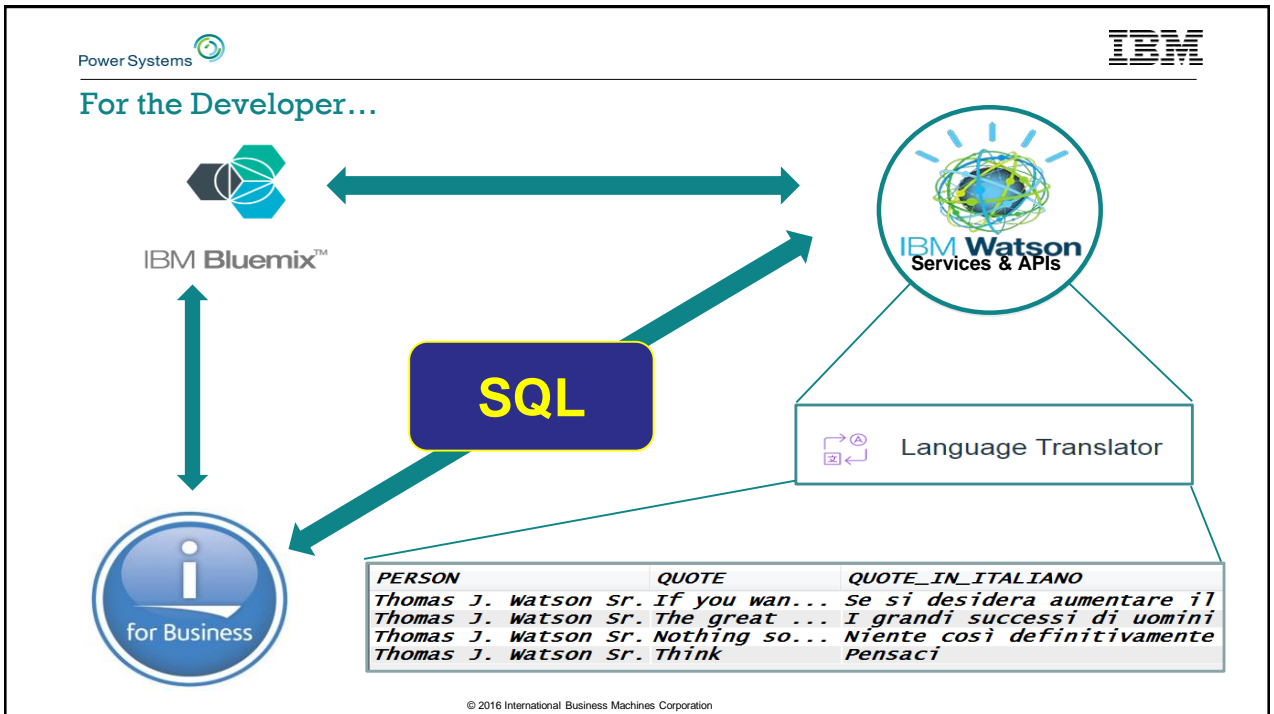 Power Systems
IBM
For the Developer...
IBM Bluemix™
IBM Watson
Services & APIs
SQL
Language Translator
i
for Business
PERSON QUOTE QUOTE_IN_ITALIANO
Thomas J. Watson Sr. If you wan... Se si desidera aumentare il
Thomas J. Watson Sr. The great ... I grandi successi di uomini
Thomas J. Watson Sr. Nothing so... Niente così definitivamente
Thomas J. Watson Sr. Think Pensaci
© 2016 International Business Machines Corporation